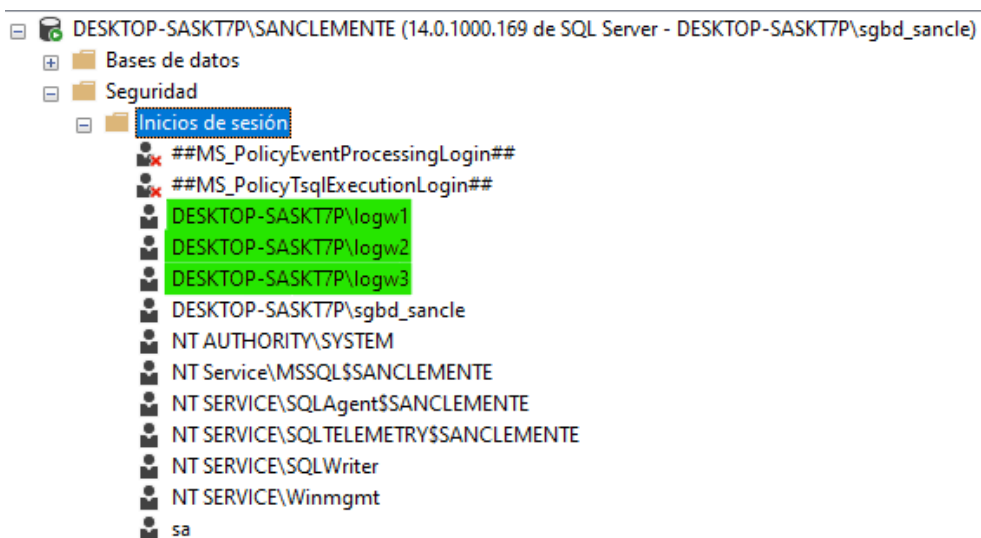 DESKTOP-SASKT7P\SANCLEMENTE (14.0.1000.169 de SQL Server - DESKTOP-SASKT7P\sgbd_sancle)
Bases de datos
Seguridad
Inicios de sesión
##MS_PolicyEventProcessingLogin##
##MS_PolicyTsqlExecutionLogin##
DESKTOP-SASKT7P\logw1
DESKTOP-SASKT7P\logw2
DESKTOP-SASKT7P\logw3
DESKTOP-SASKT7P\sgbd_sancle
NT AUTHORITY\SYSTEM
NT Service\MSSQL$SANCLEMENTE
NT SERVICE\SQLAgent$SANCLEMENTE
NT SERVICE\SQLTELEMETRY$SANCLEMENTE
NT SERVICE\SQLWriter
NT SERVICE\Winmgmt
sa